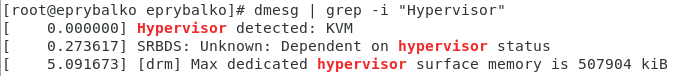 [root@eprybalko eprybalko]# dmesg | grep -i "Hypervisor"
[    0.000000] Hypervisor detected: KVM
[    0.273617] SRBDS: Unknown: Dependent on hypervisor status
[    5.091673] [drm] Max dedicated hypervisor surface memory is 507904 kiB